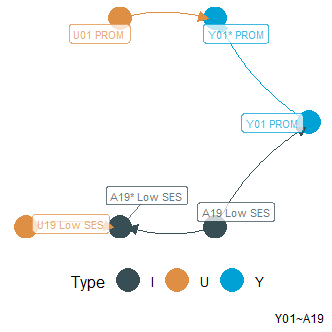 U01 PROM
Y01* PROM
Y01 PROM
A19* Low SES
A19 Low SES
U19 Low SES
Type I U Y
Y01~A19